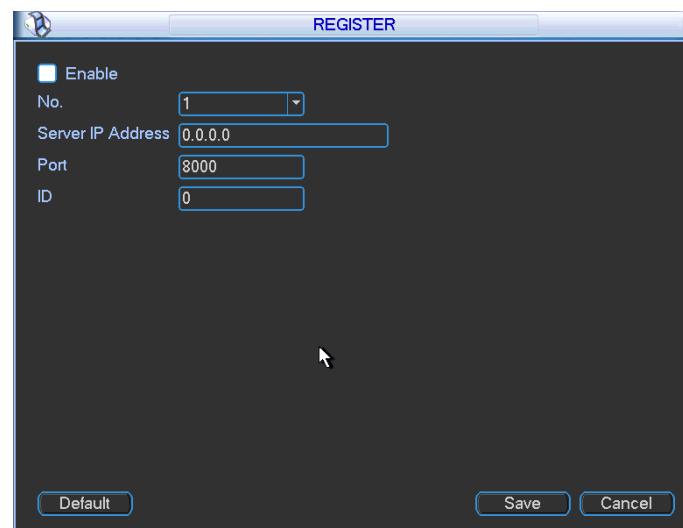 REGISTER
Enable
No. 1
Server IP Address 0.0.0.0
Port 8000
ID 0
Default Save Cancel